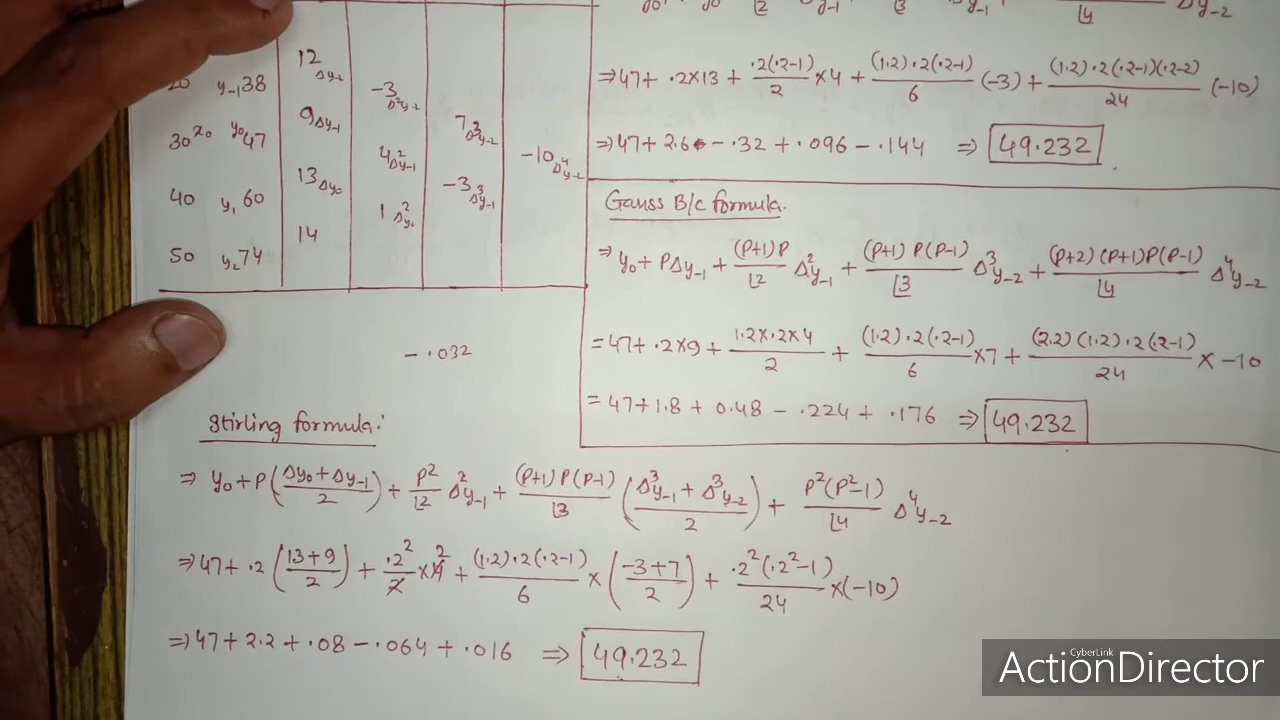 y₀ + ⌊2 y₋₁ ⌊3 y₋₁ ⌊4 Δ⁴y₋₂
⇒ 47 + .2×13 + .2(.2-1)/2 ×4 + (1.2).2(.2-1)/6 (-3) + (1.2).2(.2-1)(.2-2)/24 (-10)
⇒ 47 + 2.6 - .32 + .096 - .144 ⇒ 49.232
12 Δy₋₂
20 y₋₁ 38
-3 Δ²y₋₂
9 Δy₋₁
7 Δ³y₋₂
30 x₀ y₀ 47
4 Δ²y₋₁
-10 Δ⁴y₋₂
13 Δy₀
-3 Δ³y₋₁
40 y₁ 60
1 Δ²y₀
14
50 y₂ 74
Gauss B/c formula.
⇒ y₀ + PΔy₋₁ + (P+1)P/⌊2 Δ²y₋₁ + (P+1)P(P-1)/⌊3 Δ³y₋₂ + (P+2)(P+1)P(P-1)/⌊4 Δ⁴y₋₂
= 47 + .2×9 + 1.2×.2×4/2 + (1.2).2(.2-1)/6 ×7 + (2.2)(1.2).2(.2-1)/24 × -10
= 47 + 1.8 + 0.48 - .224 + .176 ⇒ 49.232
- .032
Stirling formula:
⇒ y₀ + P((Δy₀ + Δy₋₁)/2) + P²/⌊2 Δ²y₋₁ + (P+1)P(P-1)/⌊3 ((Δ³y₋₁ + Δ³y₋₂)/2) + P²(P²-1)/⌊4 Δ⁴y₋₂
⇒ 47 + .2((13+9)/2) + .2²/2 ×4 2 + (1.2).2(.2-1)/6 × ((-3+7)/2) + .2²(.2²-1)/24 ×(-10)
⇒ 47 + 2.2 + .08 - .064 + .016 ⇒ 49.232
CyberLink
ActionDirector